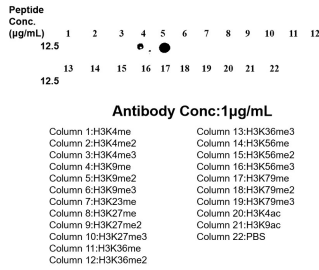 Peptide
Conc.
(µg/mL) 1 2 3 4 5 6 7 8 9 10 11 12
12.5
13 14 15 16 17 18 19 20 21 22
12.5
Antibody Conc:1µg/mL
Column 1:H3K4me
Column 2:H3K4me2
Column 3:H3K4me3
Column 4:H3K9me
Column 5:H3K9me2
Column 6:H3K9me3
Column 7:H3K23me
Column 8:H3K27me
Column 9:H3K27me2
Column 10:H3K27me3
Column 11:H3K36me
Column 12:H3K36me2
Column 13:H3K36me3
Column 14:H3K56me
Column 15:H3K56me2
Column 16:H3K56me3
Column 17:H3K79me
Column 18:H3K79me2
Column 19:H3K79me3
Column 20:H3K4ac
Column 21:H3K9ac
Column 22:PBS